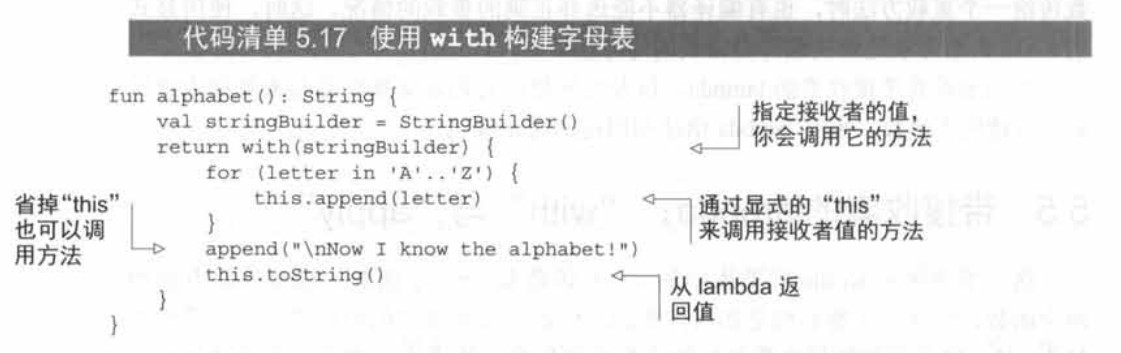 代码清单 5.17 使用 with 构建字母表
fun alphabet(): String {
val stringBuilder = StringBuilder()
return with(stringBuilder) {
指定接收者的值，
你会调用它的方法
for (letter in 'A'..'Z') {
this.append(letter)
通过显式的 “this”
来调用接收者值的方法
}
省掉“this”
也可以调
用方法
append("\nNow I know the alphabet!")
this.toString()
从 lambda 返
回值
}
}